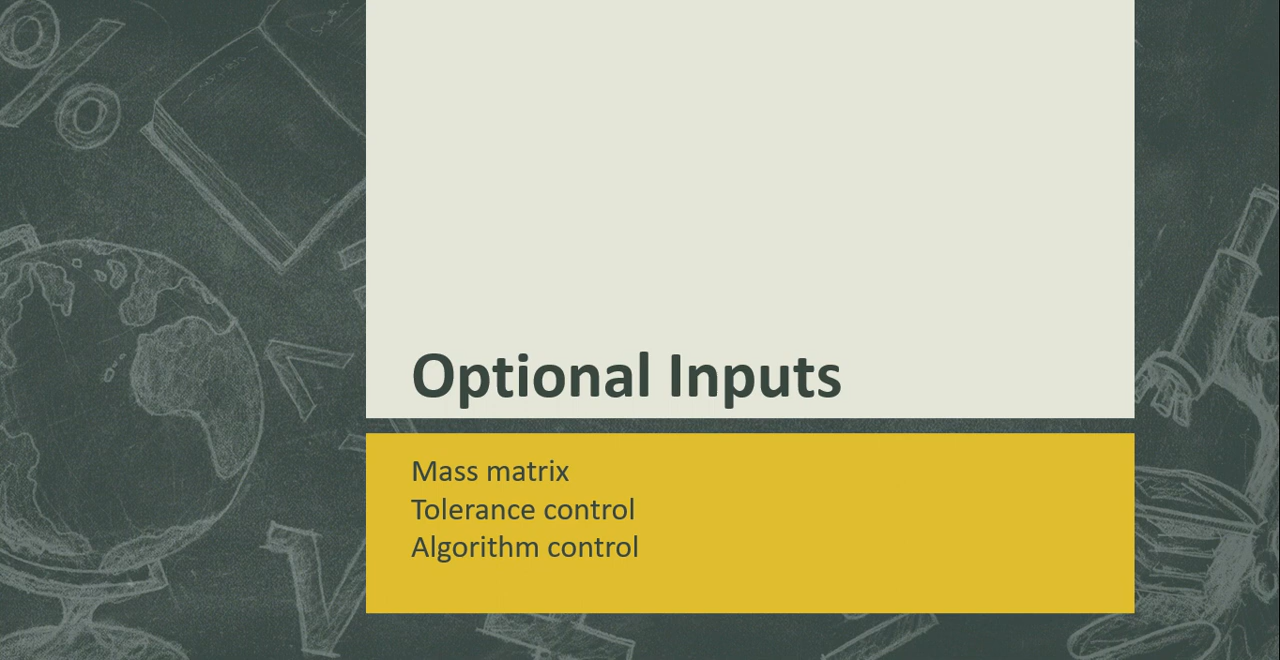 Optional Inputs
Mass matrix
Tolerance control
Algorithm control